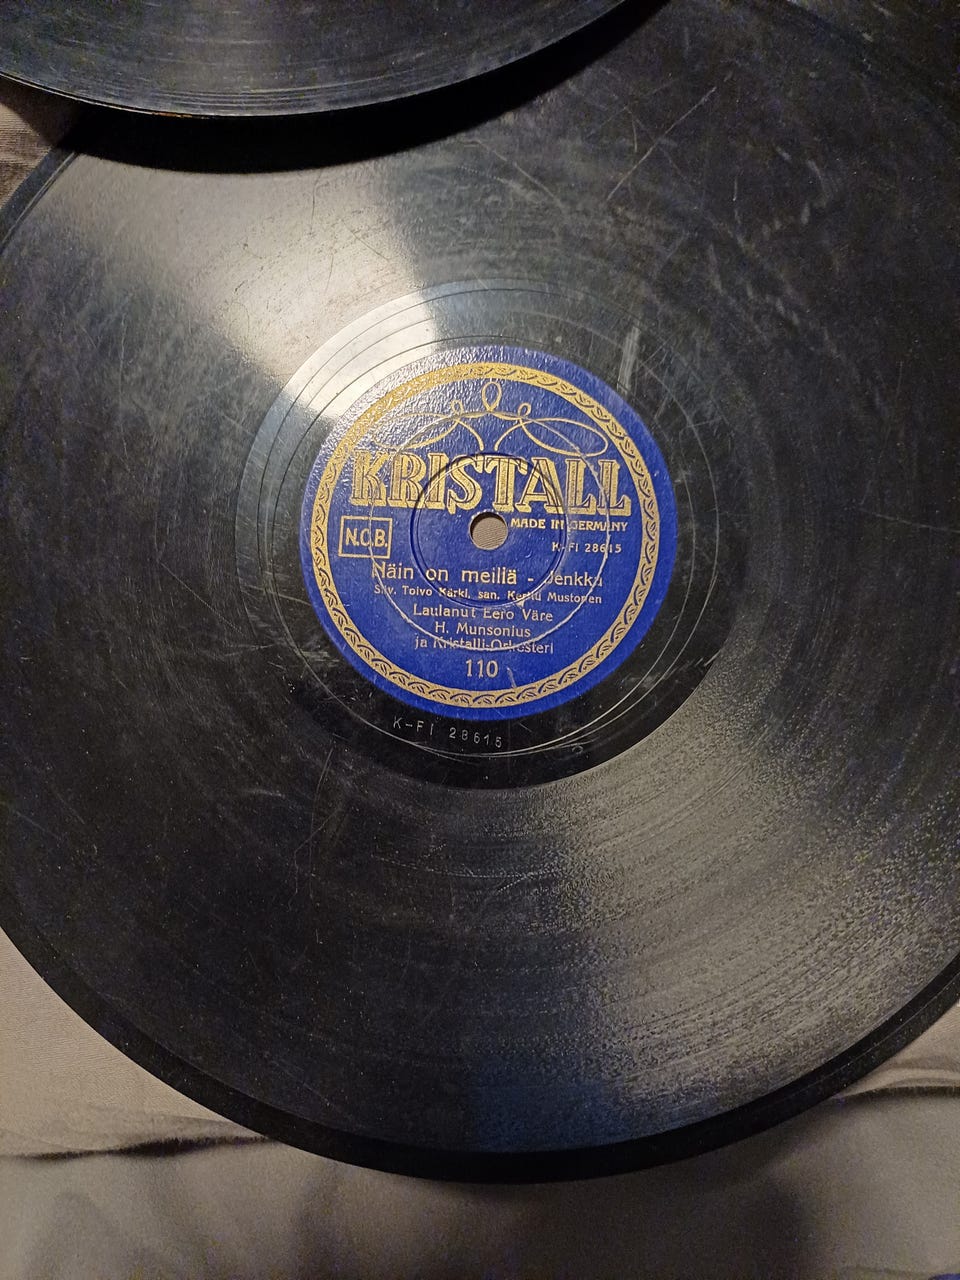 KRISTALL
MADE IN GERMANY
N.C.B.
K-FI 28615
Näin on meillä - Jenkka
Säv. Toivo Kärki, san. Kerttu Mustonen
Laulanut Eero Väre
H. Munsonius
ja Kristalli-Orkesteri
110
K-FI 28615